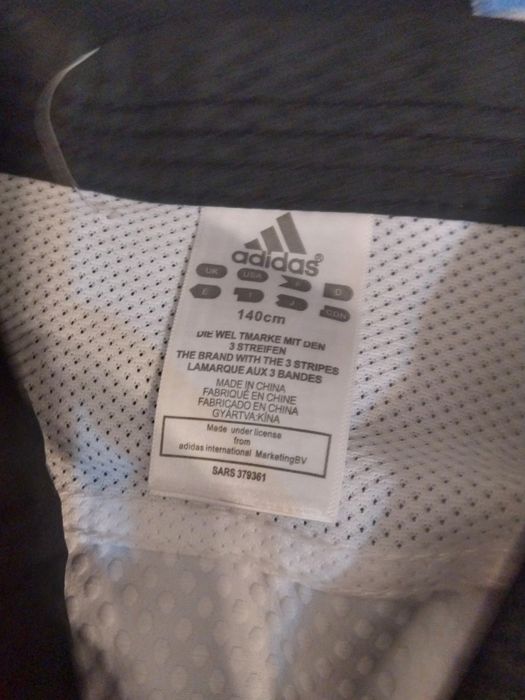 adidas®
UK USA F D
E I J CDN
140cm
DIE WEL TMARKE MIT DEN
3 STREIFEN
THE BRAND WITH THE 3 STRIPES
LAMARQUE AUX 3 BANDES
MADE IN CHINA
FABRIQUÉ EN CHINE
FABRICADO EN CHINA
GYÁRTVA:KÍNA
Made under license
from
adidas international MarketingBV
SARS 379361